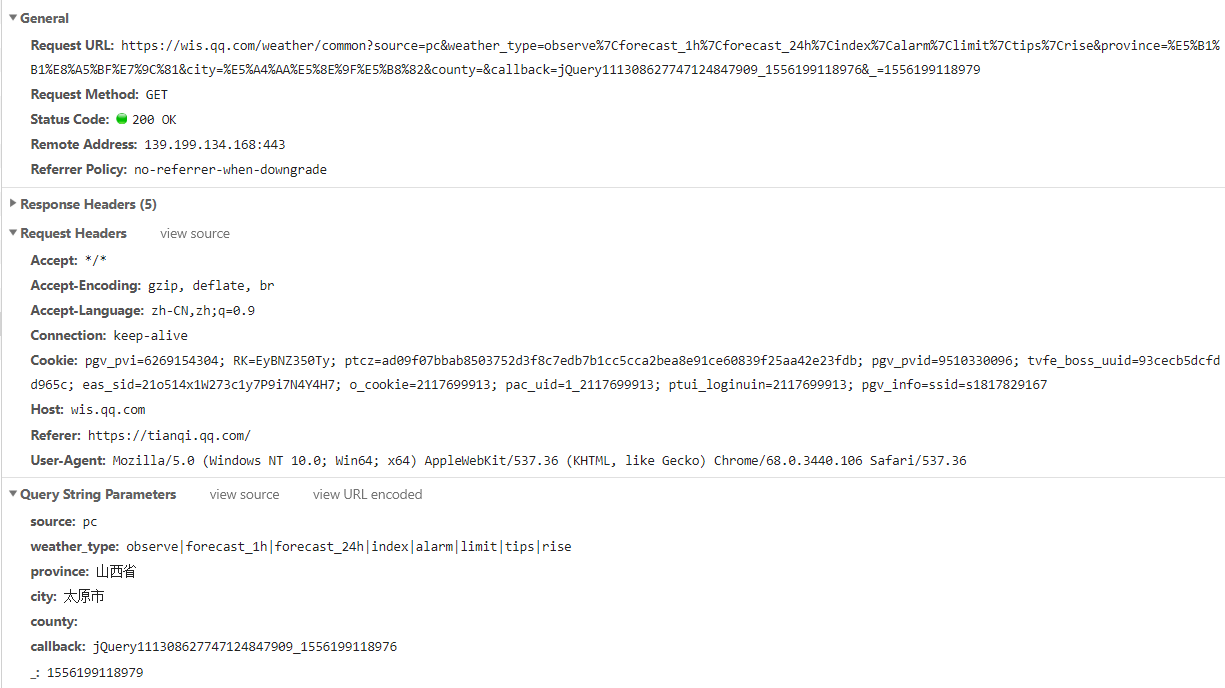 General
Request URL: https://wis.qq.com/weather/common?source=pc&weather_type=observe%7Cforecast_1h%7Cforecast_24h%7Cindex%7Calarm%7Climit%7Ctips%7Crise&province=%E5%B1%B
B1%E8%A5%BF%E7%9C%81&city=%E5%A4%AA%E5%8E%9F%E5%B8%82&county=&callback=jQuery111308627747124847909_1556199118976&_=1556199118979
Request Method: GET
Status Code: 200 OK
Remote Address: 139.199.134.168:443
Referrer Policy: no-referrer-when-downgrade
Response Headers (5)
Request Headers view source
Accept: */*
Accept-Encoding: gzip, deflate, br
Accept-Language: zh-CN,zh;q=0.9
Connection: keep-alive
Cookie: pgv_pvi=6269154304; RK=EyBNZ350Ty; ptcz=ad09f07bbab8503752d3f8c7edb7b1cc5cca2bea8e91ce60839f25aa42e23fdb; pgv_pvid=9510330096; tvfe_boss_uuid=93cecb5dcfd
d965c; eas_sid=21o514x1W273c1y7P9i7N4Y4H7; o_cookie=2117699913; pac_uid=1_2117699913; ptui_loginuin=2117699913; pgv_info=ssid=s1817829167
Host: wis.qq.com
Referer: https://tianqi.qq.com/
User-Agent: Mozilla/5.0 (Windows NT 10.0; Win64; x64) AppleWebKit/537.36 (KHTML, like Gecko) Chrome/68.0.3440.106 Safari/537.36
Query String Parameters view source view URL encoded
source: pc
weather_type: observe|forecast_1h|forecast_24h|index|alarm|limit|tips|rise
province: 山西省
city: 太原市
county:
callback: jQuery111308627747124847909_1556199118976
_: 1556199118979